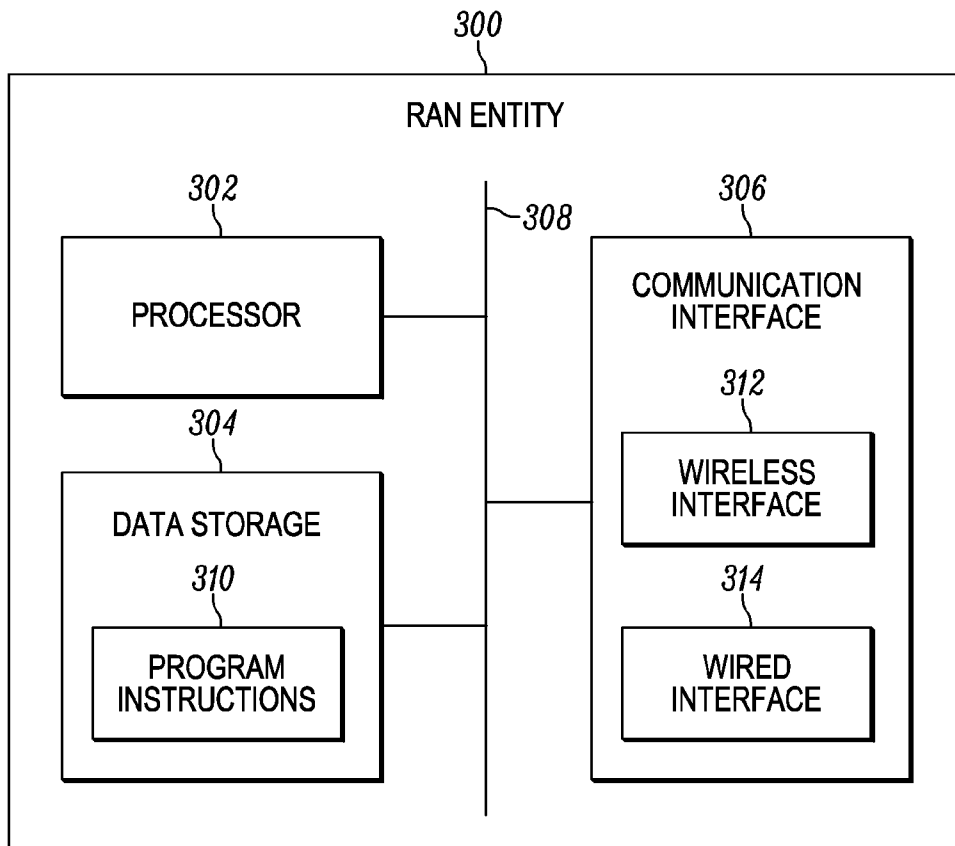 300
RAN ENTITY
302
308
306
PROCESSOR
COMMUNICATION
INTERFACE
304
DATA STORAGE
310
PROGRAM
INSTRUCTIONS
312
WIRELESS
INTERFACE
314
WIRED
INTERFACE